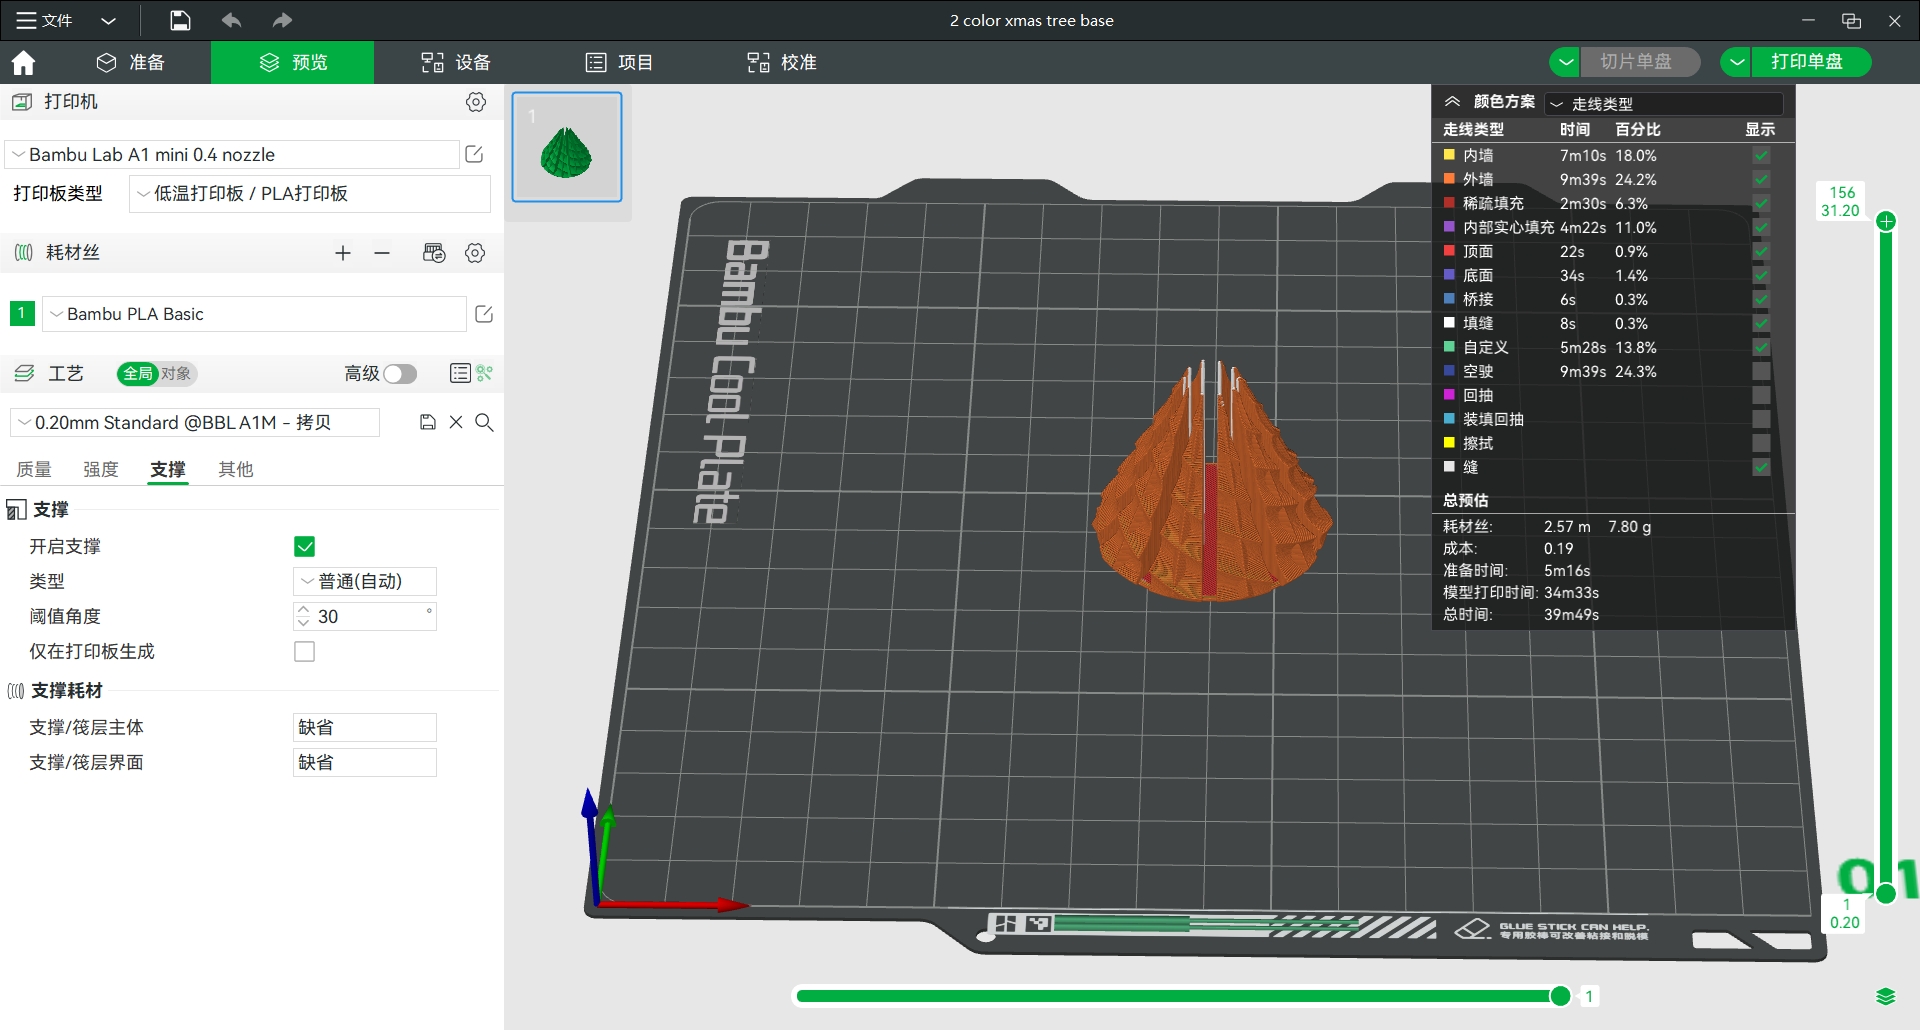 文件
2 color xmas tree base
准备
预览
设备
项目
校准
切片单盘
打印单盘
打印机
Bambu Lab A1 mini 0.4 nozzle
打印板类型
低温打印板 / PLA打印板
耗材丝
1
Bambu PLA Basic
工艺
全局
对象
高级
0.20mm Standard @BBL A1M - 拷贝
质量
强度
支撑
其他
支撑
开启支撑
类型
普通(自动)
阈值角度
30 °
仅在打印板生成
支撑耗材
支撑/筏层主体
缺省
支撑/筏层界面
缺省
1
Bambu Cool Plate
颜色方案
走线类型
走线类型 时间 百分比 显示
内墙 7m10s 18.0%
外墙 9m39s 24.2%
稀疏填充 2m30s 6.3%
内部实心填充 4m22s 11.0%
顶面 22s 0.9%
底面 34s 1.4%
桥接 6s 0.3%
填缝 8s 0.3%
自定义 5m28s 13.8%
空驶 9m39s 24.3%
回抽
装填回抽
擦拭
缝
总预估
耗材丝: 2.57 m 7.80 g
成本: 0.19
准备时间: 5m16s
模型打印时间: 34m33s
总时间: 39m49s
156
31.20
01
1
0.20
GLUE STICK CAN HELP.
专用胶棒可改善粘接和脱模
1